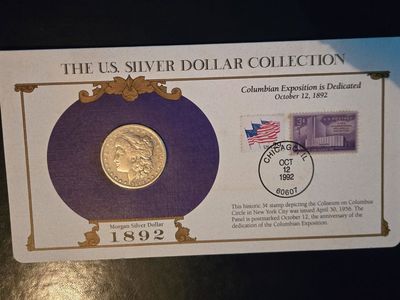 THE U.S. SILVER DOLLAR COLLECTION
Columbian Exposition is Dedicated
October 12, 1892
CHICAGO, IL
OCT
12
1992
60607
Morgan Silver Dollar
1892
This historic 3¢ stamp depicting the Coliseum on Columbus
Circle in New York City was issued April 30, 1956. The
Panel is postmarked October 12, the anniversary of the
dedication of the Columbian Exposition.